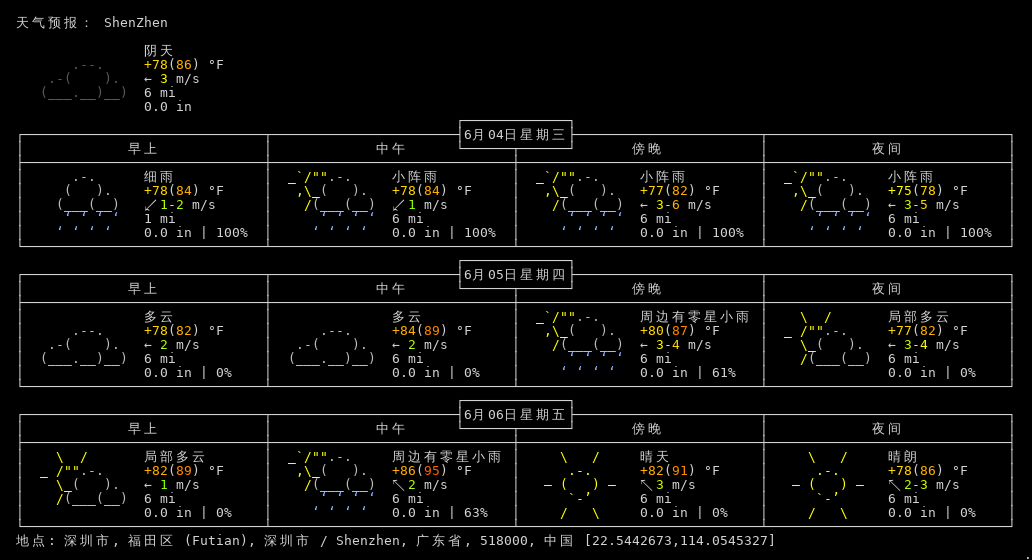 天气预报： ShenZhen
阴天
+78(86) °F
← 3 m/s
6 mi
0.0 in
6月04日星期三
早上 中午 傍晚 夜间
细雨 小阵雨 小阵雨 小阵雨
+78(84) °F +78(84) °F +77(82) °F +75(78) °F
↙ 1-2 m/s ↙ 1 m/s ← 3-6 m/s ← 3-5 m/s
1 mi 6 mi 6 mi 6 mi
0.0 in | 100% 0.0 in | 100% 0.0 in | 100% 0.0 in | 100%
6月05日星期四
早上 中午 傍晚 夜间
多云 多云 周边有零星小雨 局部多云
+78(82) °F +84(89) °F +80(87) °F +77(82) °F
← 2 m/s ← 2 m/s ← 3-4 m/s ← 3-4 m/s
6 mi 6 mi 6 mi 6 mi
0.0 in | 0% 0.0 in | 0% 0.0 in | 61% 0.0 in | 0%
6月06日星期五
早上 中午 傍晚 夜间
局部多云 周边有零星小雨 晴天 晴朗
+82(89) °F +86(95) °F +82(91) °F +78(86) °F
← 1 m/s ↖ 2 m/s ↖ 3 m/s ↖ 2-3 m/s
6 mi 6 mi 6 mi 6 mi
0.0 in | 0% 0.0 in | 63% 0.0 in | 0% 0.0 in | 0%
地点: 深圳市, 福田区 (Futian), 深圳市 / Shenzhen, 广东省, 518000, 中国 [22.5442673,114.0545327]